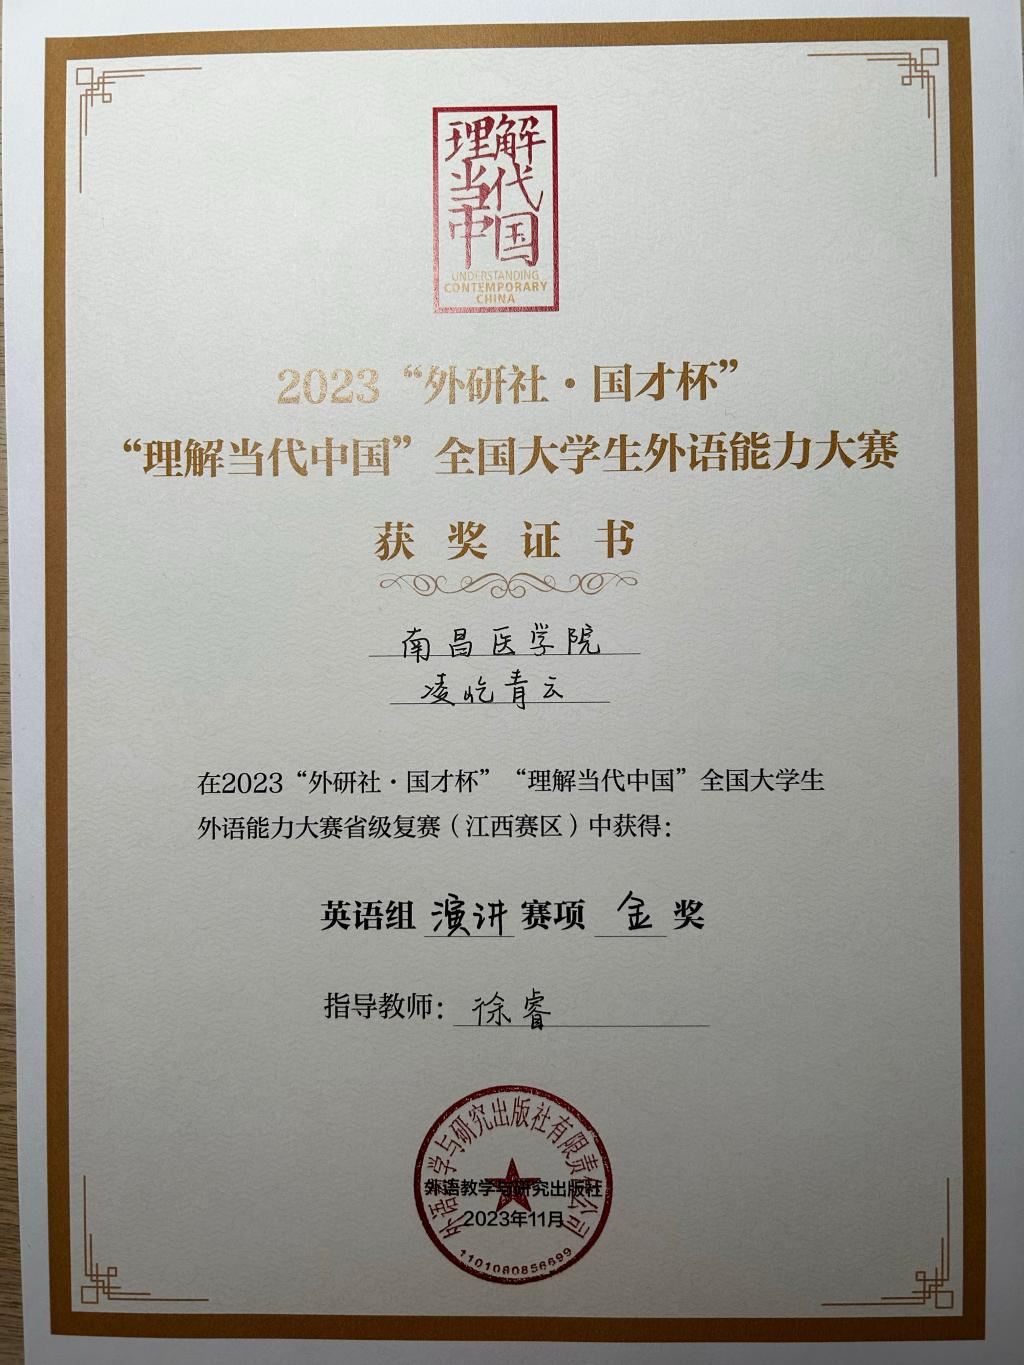 理解
当代
中国
UNDERSTANDING
CONTEMPORARY
CHINA
2023“外研社·国才杯”
“理解当代中国”全国大学生外语能力大赛
获奖证书
南昌医学院
凌屹青云
在2023“外研社·国才杯”“理解当代中国”全国大学生
外语能力大赛省级复赛（江西赛区）中获得：
英语组 演讲 赛项 金 奖
指导教师：徐睿
外语教学与研究出版社有限责任公司
外语教学与研究出版社
2023年11月
1101080856699